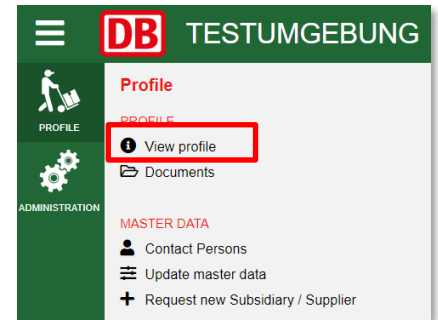 DB TESTUMGEBUNG
PROFILE
ADMINISTRATION
Profile
PROFILE
View profile
Documents
MASTER DATA
Contact Persons
Update master data
Request new Subsidiary / Supplier